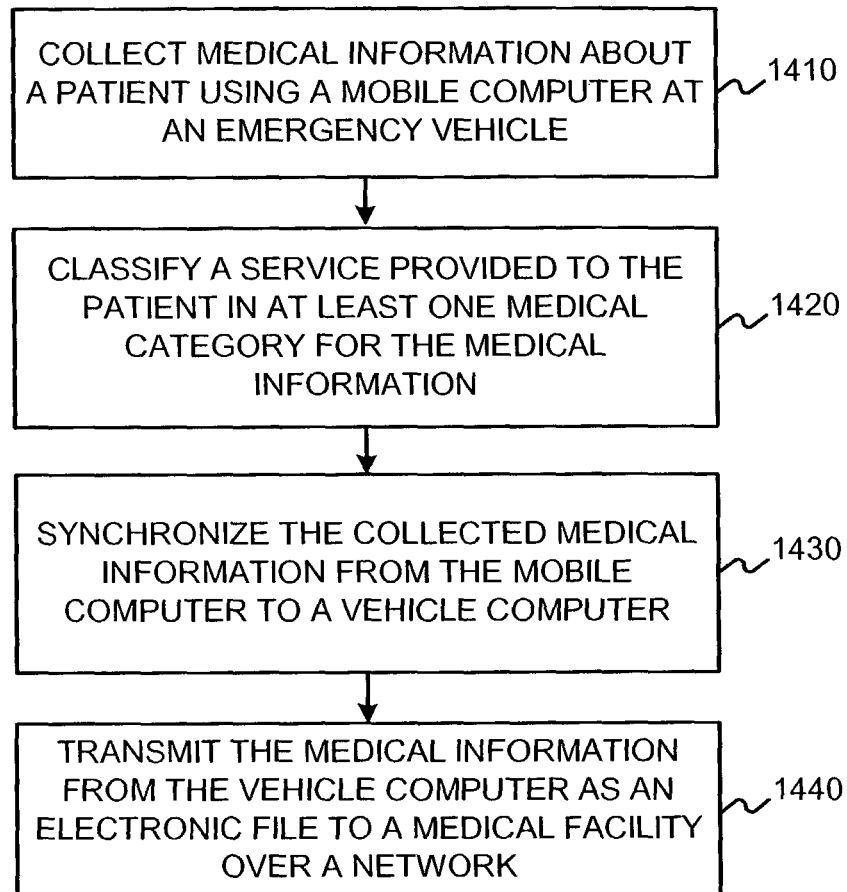 COLLECT MEDICAL INFORMATION ABOUT
A PATIENT USING A MOBILE COMPUTER AT
AN EMERGENCY VEHICLE
1410
CLASSIFY A SERVICE PROVIDED TO THE
PATIENT IN AT LEAST ONE MEDICAL
CATEGORY FOR THE MEDICAL
INFORMATION
1420
SYNCHRONIZE THE COLLECTED MEDICAL
INFORMATION FROM THE MOBILE
COMPUTER TO A VEHICLE COMPUTER
1430
TRANSMIT THE MEDICAL INFORMATION
FROM THE VEHICLE COMPUTER AS AN
ELECTRONIC FILE TO A MEDICAL FACILITY
OVER A NETWORK
1440